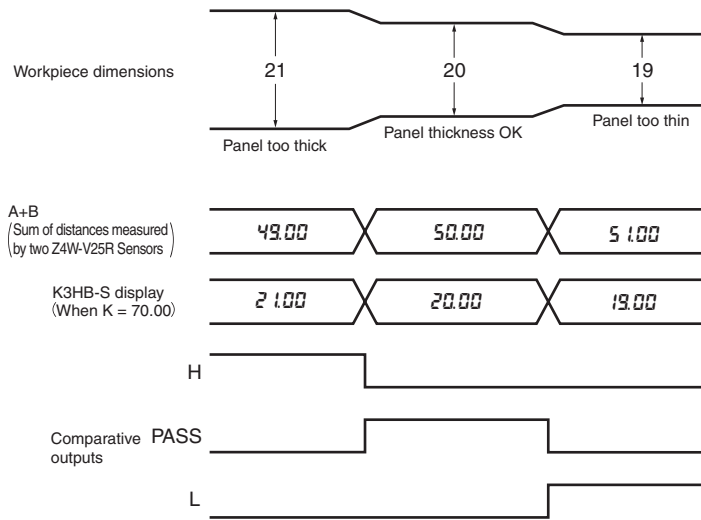 Workpiece dimensions
21
20
19
Panel too thick
Panel thickness OK
Panel too thin
A+B
(Sum of distances measured
by two Z4W-V25R Sensors)
49.00
50.00
51.00
K3HB-S display
(When K = 70.00)
21.00
20.00
19.00
H
Comparative
outputs
PASS
L